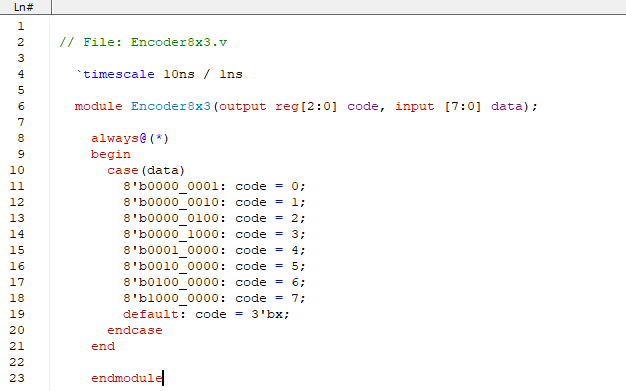 Ln#
1
2 // File: Encoder8x3.v
3
4 `timescale 10ns / 1ns
5
6 module Encoder8x3(output reg[2:0] code, input [7:0] data);
7
8 always@(*)
9 begin
10 case(data)
11 8'b0000_0001: code = 0;
12 8'b0000_0010: code = 1;
13 8'b0000_0100: code = 2;
14 8'b0000_1000: code = 3;
15 8'b0001_0000: code = 4;
16 8'b0010_0000: code = 5;
17 8'b0100_0000: code = 6;
18 8'b1000_0000: code = 7;
19 default: code = 3'bx;
20 endcase
21 end
22
23 endmodule